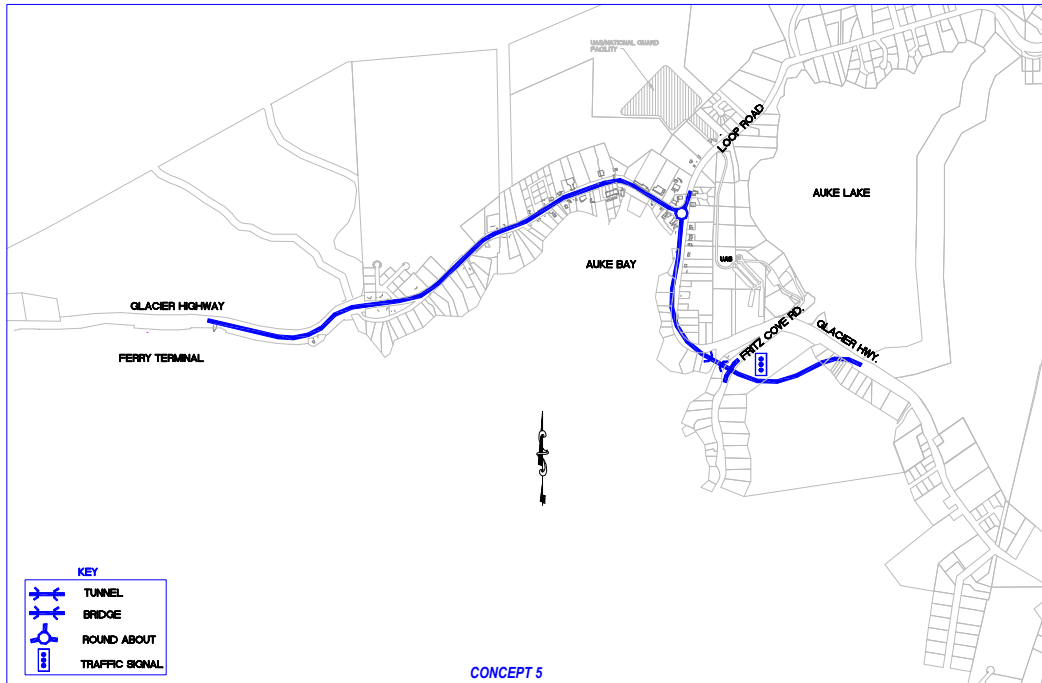 UAS/NATIONAL GUARD
FACILITY
LOOP ROAD
AUKE LAKE
AUKE BAY
UAS
GLACIER HIGHWAY
FRITZ COVE RD.
GLACIER HWY.
FERRY TERMINAL
KEY
TUNNEL
BRIDGE
ROUND ABOUT
TRAFFIC SIGNAL
CONCEPT 5